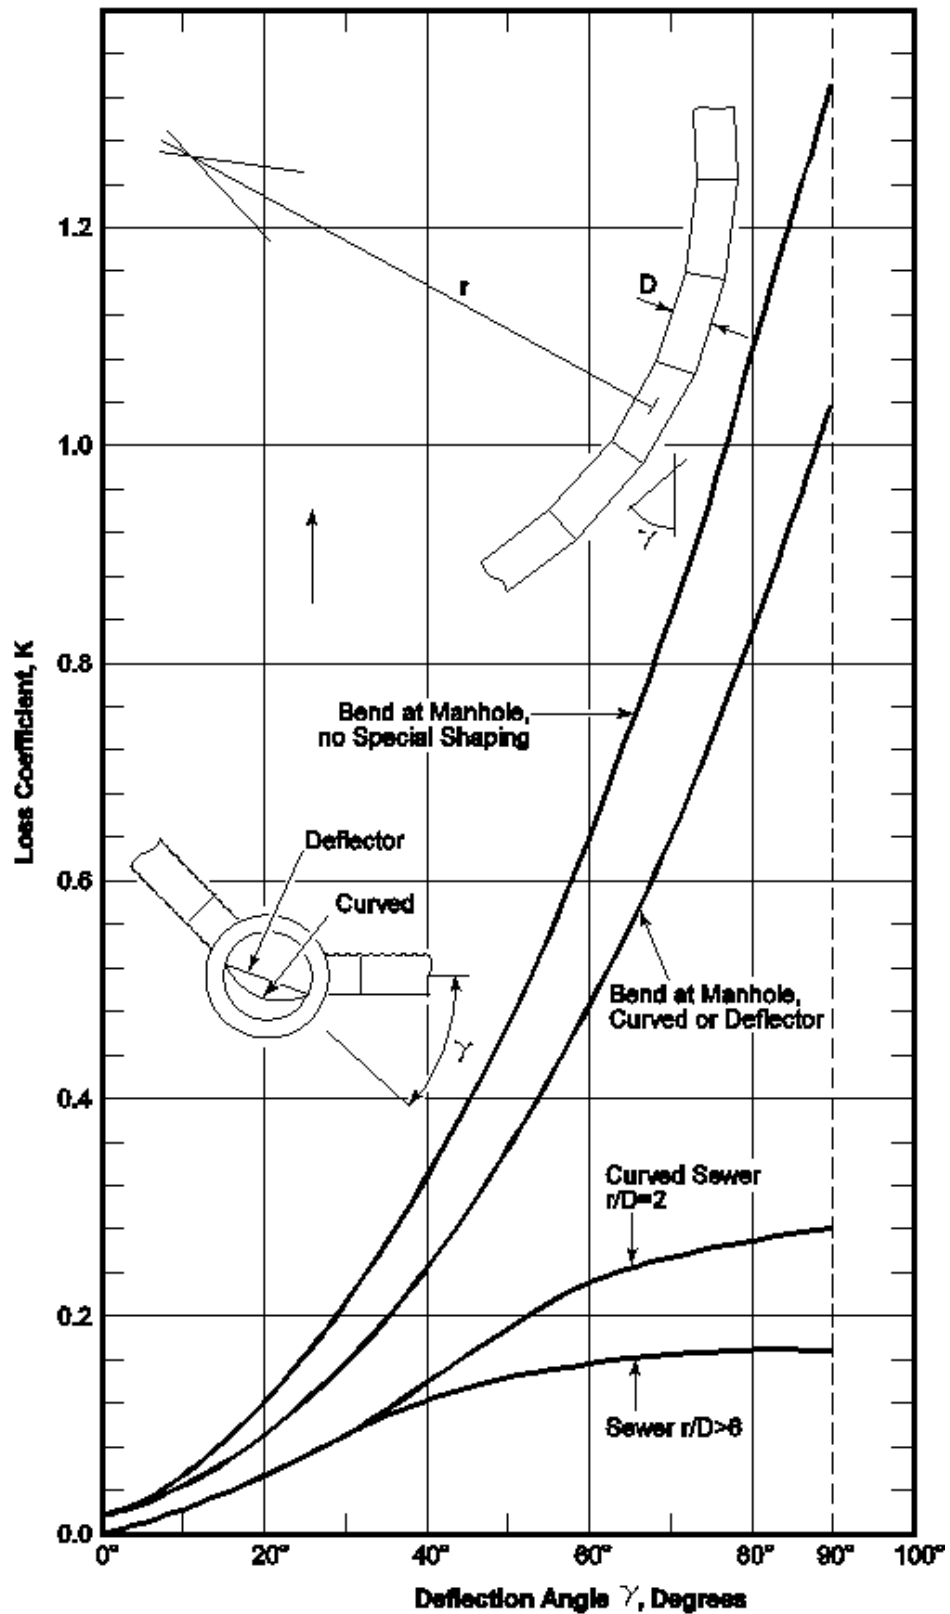 1.2
r
D
1.0
γ
Loss Coefficient, K
0.8
Bend at Manhole,
no Special Shaping
Deflector
0.6
Curved
Bend at Manhole,
Curved or Deflector
γ
0.4
Curved Sewer
r/D=2
0.2
Sewer r/D>6
0.0
0° 20° 40° 60° 80° 90° 100°
Deflection Angle γ, Degrees